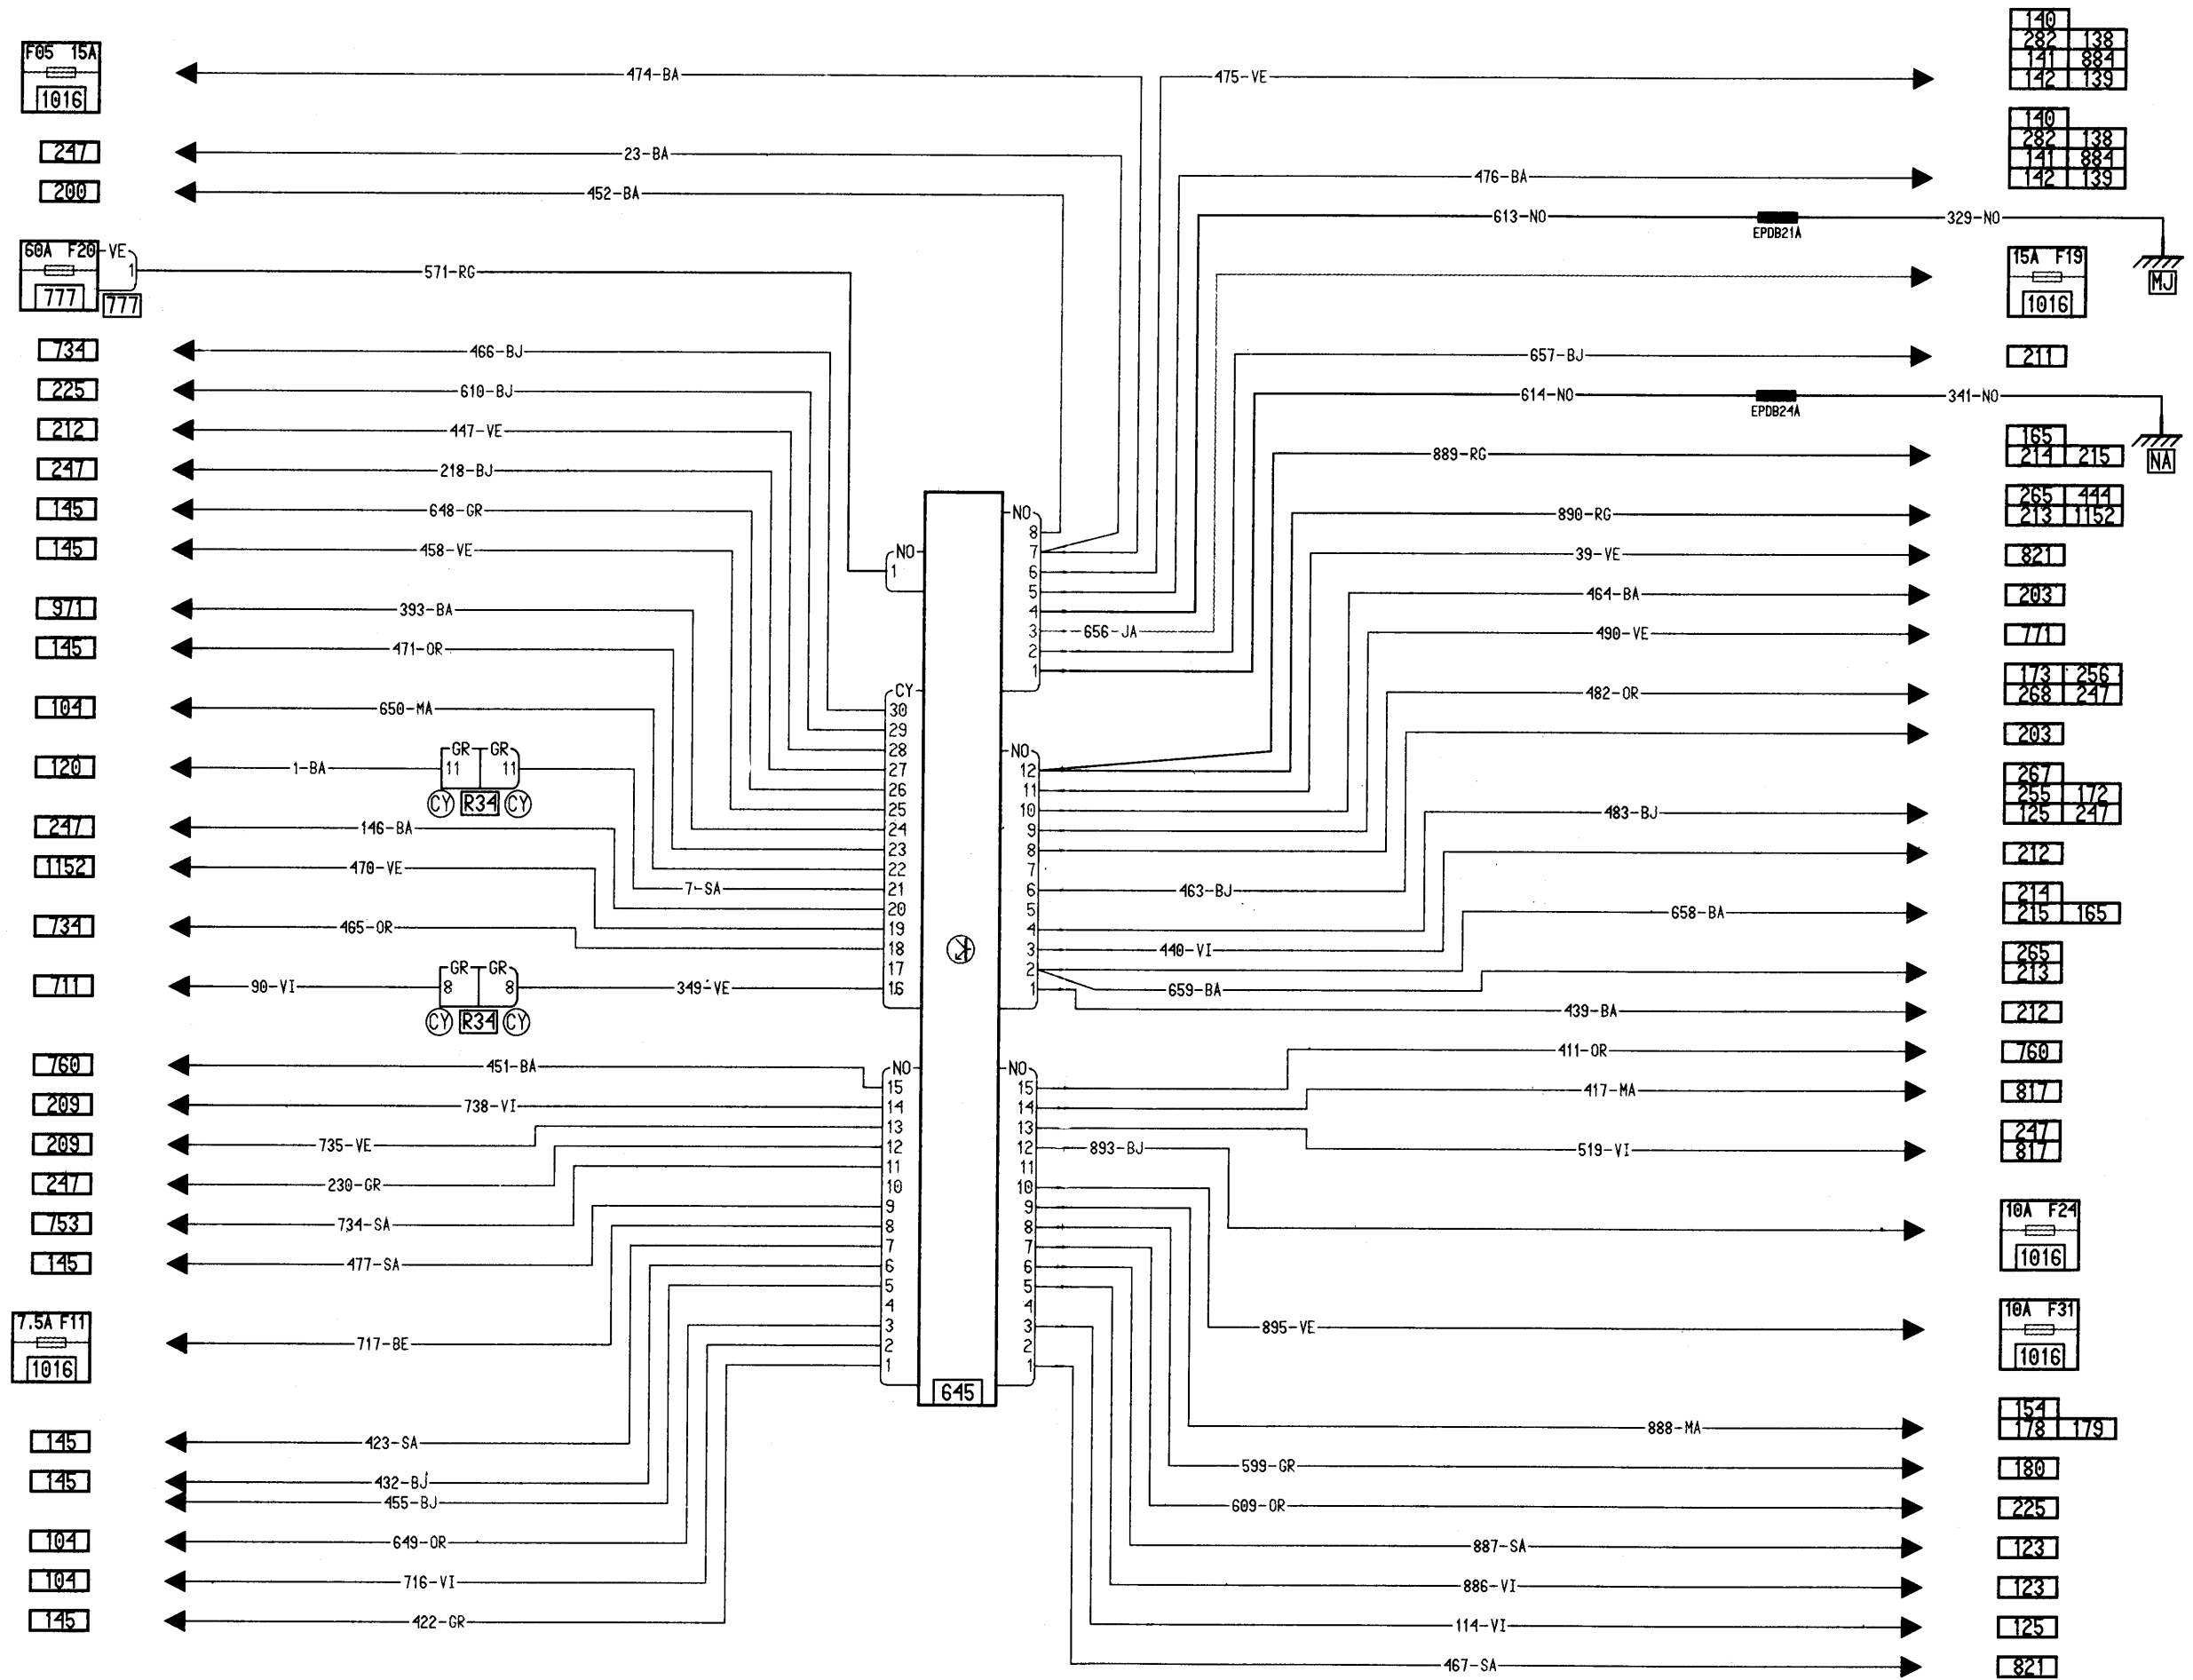 F05 15A
1016
474-BA
475-VE
140
282 138
141 884
142 139
247
23-BA
200
452-BA
476-BA
140
282 138
141 884
142 139
613-NO
EPDB21A
329-NO
MJ
60A F20
777
VE
1
777
571-RG
15A F19
1016
734
466-BJ
657-BJ
211
225
610-BJ
614-NO
EPDB24A
341-NO
NA
212
447-VE
889-RG
165
214 215
247
218-BJ
145
648-GR
890-RG
265 444
213 1152
145
458-VE
39-VE
821
971
393-BA
464-BA
203
145
471-OR
490-VE
771
104
650-MA
482-OR
173 256
268 247
203
120
1-BA
GR GR
11 11
CY R34 CY
267
255 172
125 247
483-BJ
247
146-BA
1152
470-VE
7-SA
463-BJ
212
734
465-OR
440-VI
658-BA
214
215 165
711
90-VI
GR GR
8 8
CY R34 CY
349-VE
659-BA
265
213
439-BA
212
NO
1
NO
8
7
6
5
4
3
656-JA
2
1
CY
30
29
28
27
26
25
24
23
22
21
20
19
18
17
16
NO
12
11
10
9
8
7
6
5
4
3
2
1
760
451-BA
411-OR
760
209
738-VI
417-MA
817
209
735-VE
893-BJ
519-VI
247
817
247
230-GR
753
734-SA
10A F24
1016
145
477-SA
7.5A F11
1016
717-BE
895-VE
10A F31
1016
NO
15
14
13
12
11
10
9
8
7
6
5
4
3
2
1
NO
15
14
13
12
11
10
9
8
7
6
5
4
3
2
1
645
145
423-SA
888-MA
154
178 179
145
432-BJ
455-BJ
599-GR
180
609-OR
225
104
649-OR
887-SA
123
104
716-VI
886-VI
123
145
422-GR
114-VI
125
467-SA
821